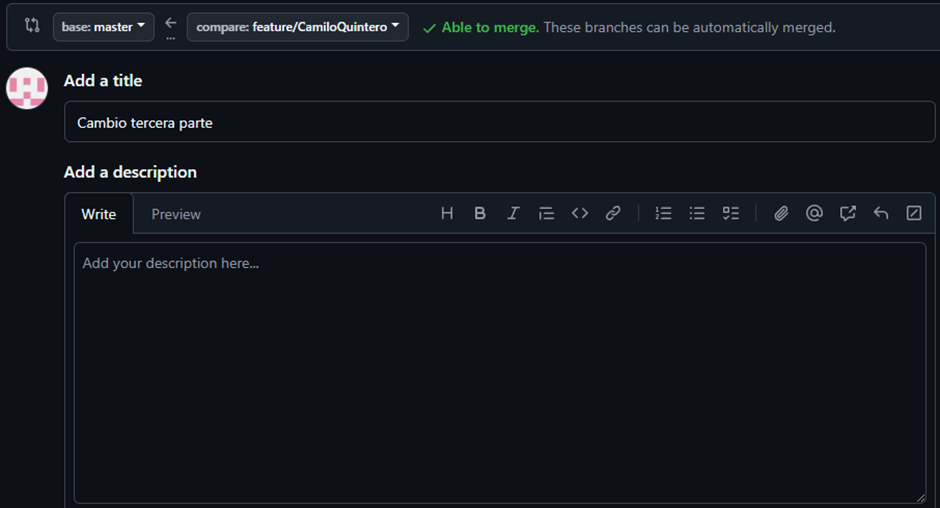 base: master ← compare: feature/CamiloQuintero ✓ Able to merge. These branches can be automatically merged.
Add a title
Cambio tercera parte
Add a description
Write Preview
Add your description here...